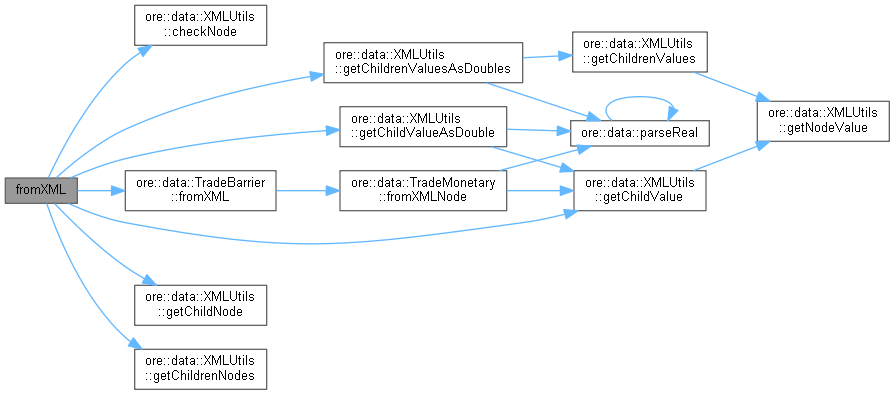 ore::data::XMLUtils
::checkNode
ore::data::XMLUtils
::getChildrenValuesAsDoubles
ore::data::XMLUtils
::getChildrenValues
ore::data::XMLUtils
::getNodeValue
ore::data::XMLUtils
::getChildValueAsDouble
ore::data::parseReal
fromXML
ore::data::TradeBarrier
::fromXML
ore::data::TradeMonetary
::fromXMLNode
ore::data::XMLUtils
::getChildValue
ore::data::XMLUtils
::getChildNode
ore::data::XMLUtils
::getChildrenNodes